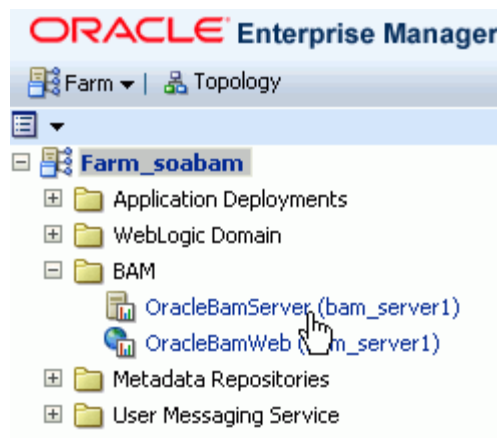 ORACLE Enterprise Manager
Farm | Topology
Farm_soabam
Application Deployments
WebLogic Domain
BAM
OracleBamServer (bam_server1)
OracleBamWeb ( m_server1)
Metadata Repositories
User Messaging Service